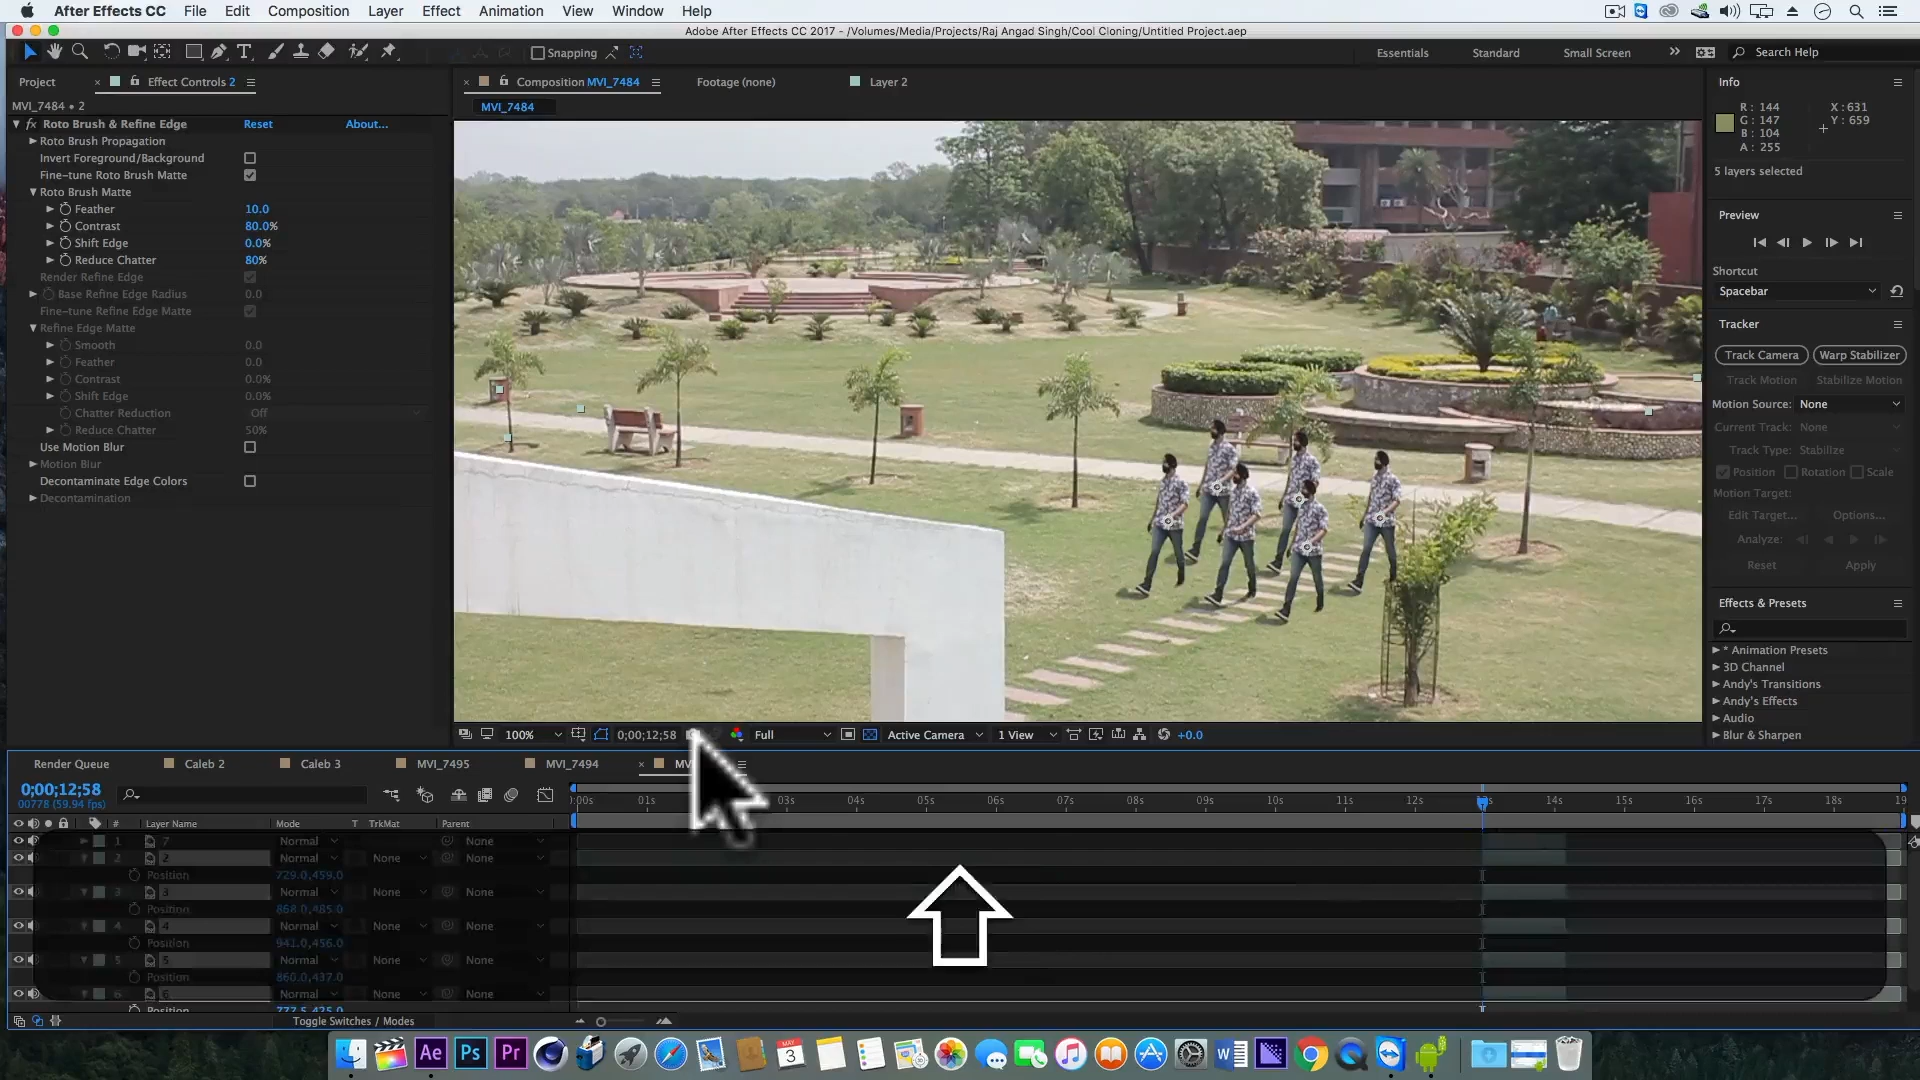 After Effects CC File Edit Composition Layer Effect Animation View Window Help
Adobe After Effects CC 2017 - /Volumes/Media/Projects/Raj Angad Singh/Cool Cloning/Untitled Project.aep
Snapping Essentials Standard Small Screen Search Help
Project Effect Controls 2 Composition MVI_7484 Footage (none) Layer 2
MVI_7484 • 2
MVI_7484
Roto Brush & Refine Edge Reset About...
Roto Brush Propagation
Invert Foreground/Background
Fine-tune Roto Brush Matte
Roto Brush Matte
Feather 10.0
Contrast 80.0%
Shift Edge 0.0%
Reduce Chatter 80%
Render Refine Edge
Base Refine Edge Radius 0.0
Fine-tune Refine Edge Matte
Refine Edge Matte
Smooth 0.0
Feather 0.0
Contrast 0.0%
Shift Edge 0.0%
Chatter Reduction Off
Reduce Chatter 50%
Use Motion Blur
Motion Blur
Decontaminate Edge Colors
Decontamination
Info
R: 144 X: 631
G: 147 Y: 659
B: 104
A: 255
5 layers selected
Preview
Shortcut
Spacebar
Tracker
Track Camera Warp Stabilizer
Track Motion Stabilize Motion
Motion Source: None
Current Track: None
Track Type: Stabilize
Position Rotation Scale
Motion Target:
Edit Target... Options...
Analyze:
Reset Apply
Effects & Presets
* Animation Presets
3D Channel
Andy's Transitions
Andy's Effects
Audio
Blur & Sharpen
100% 0;00;12;58 Full Active Camera 1 View +0.0
Render Queue Caleb 2 Caleb 3 MVI_7495 MVI_7494
0;00;12;58
00778 (59.94 fps)
:00s 01s 03s 04s 05s 06s 07s 08s 09s 10s 11s 12s 14s 15s 16s 17s 18s 19
# Layer Name Mode T TrkMat Parent
1 7 Normal None
2 2 Normal None None
Position 729.0,459.0
3 3 Normal None None
Position 868.0,485.0
4 4 Normal None None
Position 941.0,456.0
5 5 Normal None None
Position 860.0,437.0
6 6 Normal None None
Position
Toggle Switches / Modes
Ae Ps Pr MAY 3 W